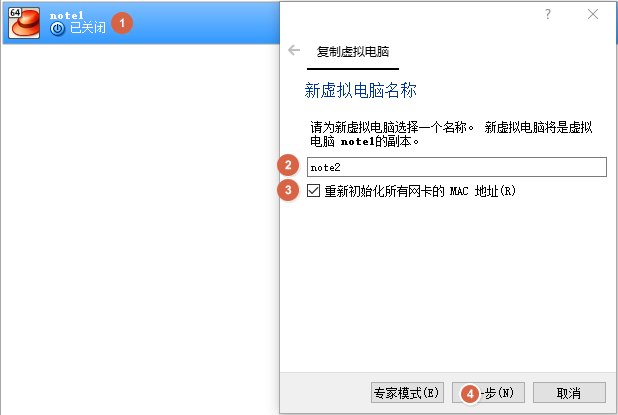 64
note1
已关闭
1
?
复制虚拟电脑
新虚拟电脑名称
请为新虚拟电脑选择一个名称。 新虚拟电脑将是虚拟
电脑 note1的副本。
2
note2
3
重新初始化所有网卡的 MAC 地址(R)
专家模式(E)
4
步(N)
取消